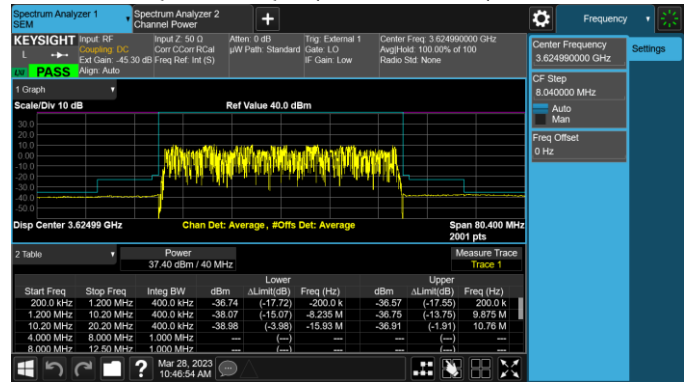 Spectrum Analyzer 1
SEM
Spectrum Analyzer 2
Channel Power
Frequency
KEYSIGHT
L
LXI PASS
Input: RF
Coupling: DC
Ext Gain: -45.30 dB
Align: Auto
Input Z: 50 Ω
Corr CCorr RCal
Freq Ref: Int (S)
Atten: 0 dB
µW Path: Standard
Trig: External 1
Gate: LO
IF Gain: Low
Center Freq: 3.624990000 GHz
Avg|Hold: 100.00% of 100
Radio Std: None
Center Frequency
3.624990000 GHz
Settings
CF Step
8.040000 MHz
Auto
Man
Freq Offset
0 Hz
1 Graph
Scale/Div 10 dB
Ref Value 40.0 dBm
30.0
20.0
10.0
0.00
-10.0
-20.0
-30.0
-40.0
-50.0
Disp Center 3.62499 GHz
Chan Det: Average , #Offs Det: Average
Span 80.400 MHz
2001 pts
2 Table
Power
37.40 dBm / 40 MHz
Measure Trace
Trace 1
Lower Upper
Start Freq Stop Freq Integ BW dBm ∆Limit(dB) Freq (Hz) dBm ∆Limit(dB) Freq (Hz)
200.0 kHz 1.200 MHz 400.0 kHz -36.74 (-17.72) -200.0 k -36.57 (-17.55) 200.0 k
1.200 MHz 10.20 MHz 400.0 kHz -38.07 (-15.07) -8.235 M -36.75 (-13.75) 9.875 M
10.20 MHz 20.20 MHz 400.0 kHz -38.98 (-3.98) -15.93 M -36.91 (-1.91) 10.76 M
4.000 MHz 8.000 MHz 1.000 MHz --- (---) --- (---)
8.000 MHz 12.50 MHz 1.000 MHz --- (---) --- (---)
?
Mar 28, 2023
10:46:54 AM